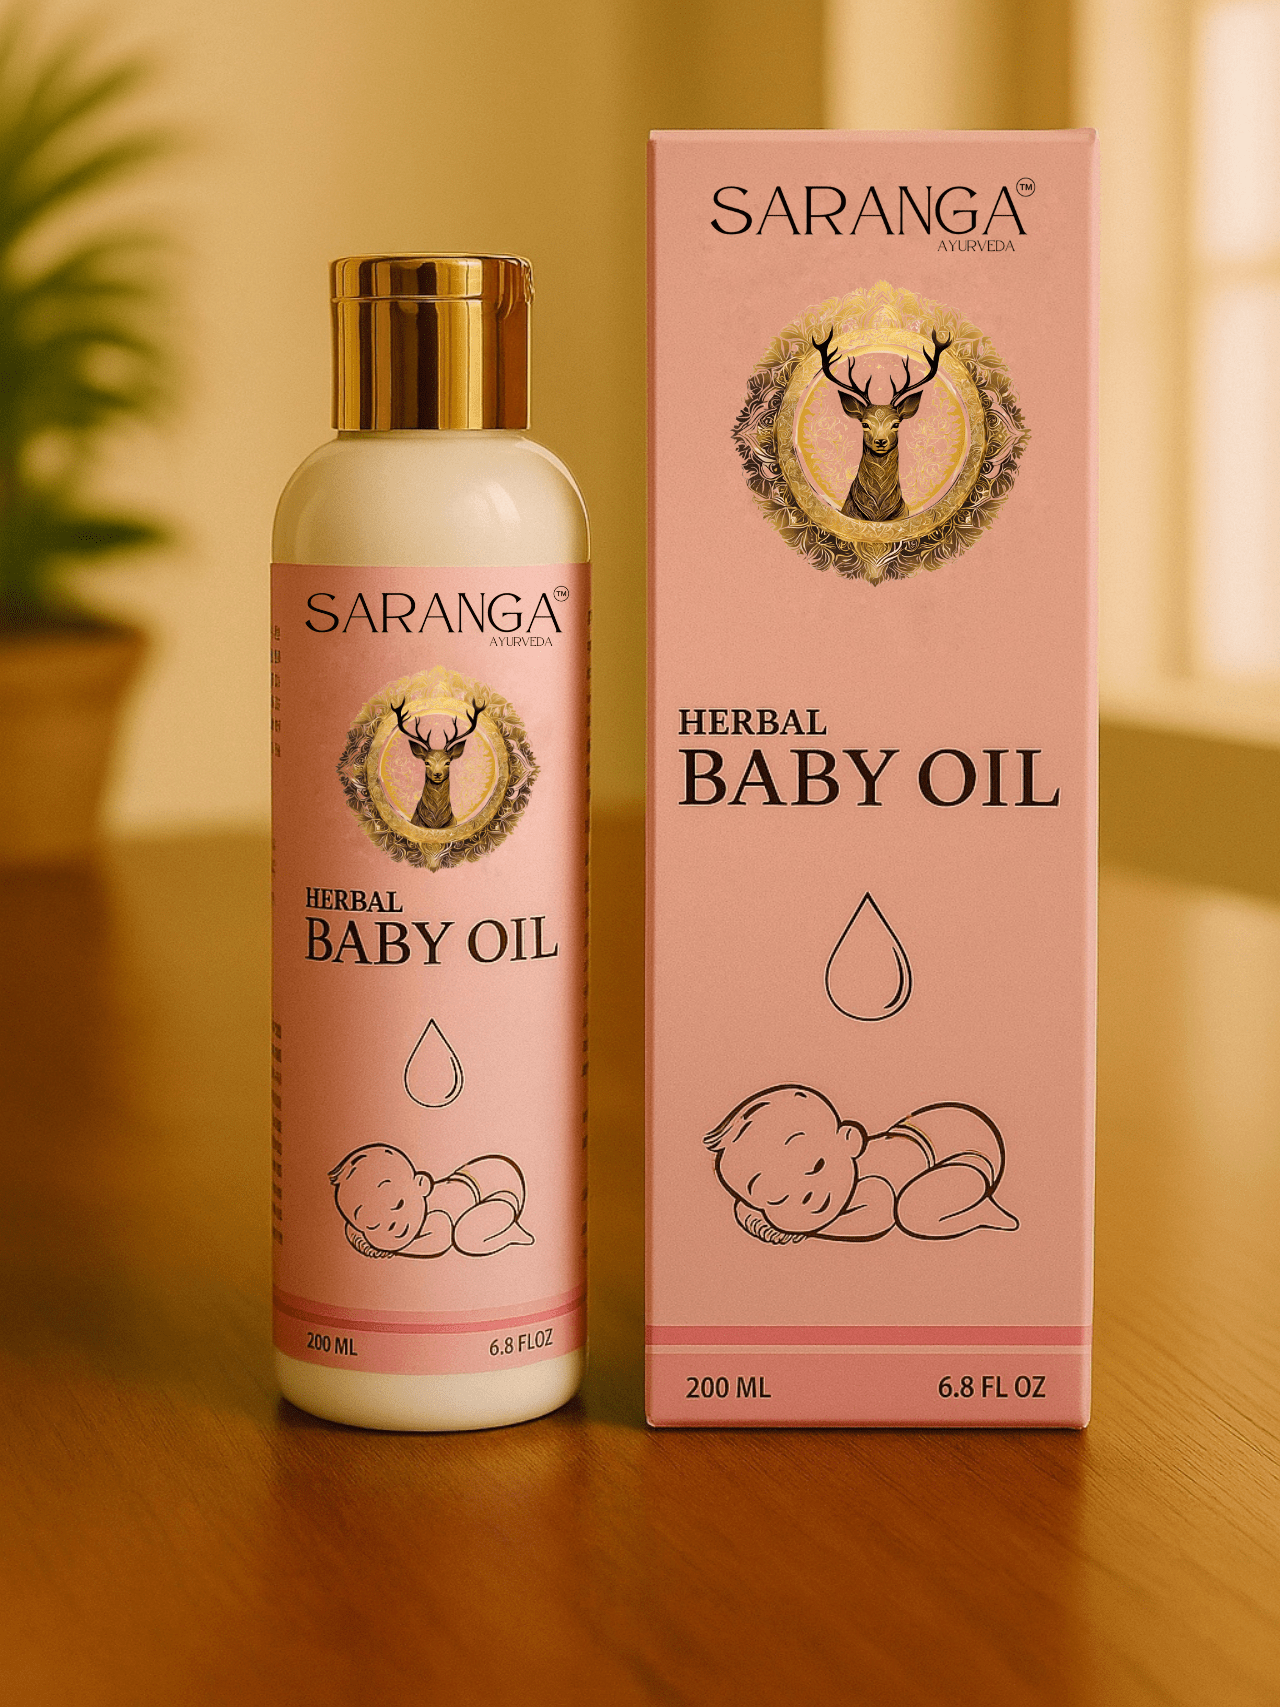 SARANGA™
AYURVEDA
HERBAL
BABY OIL
200 ML 6.8 FLOZ
SARANGA™
AYURVEDA
HERBAL
BABY OIL
200 ML 6.8 FL OZ